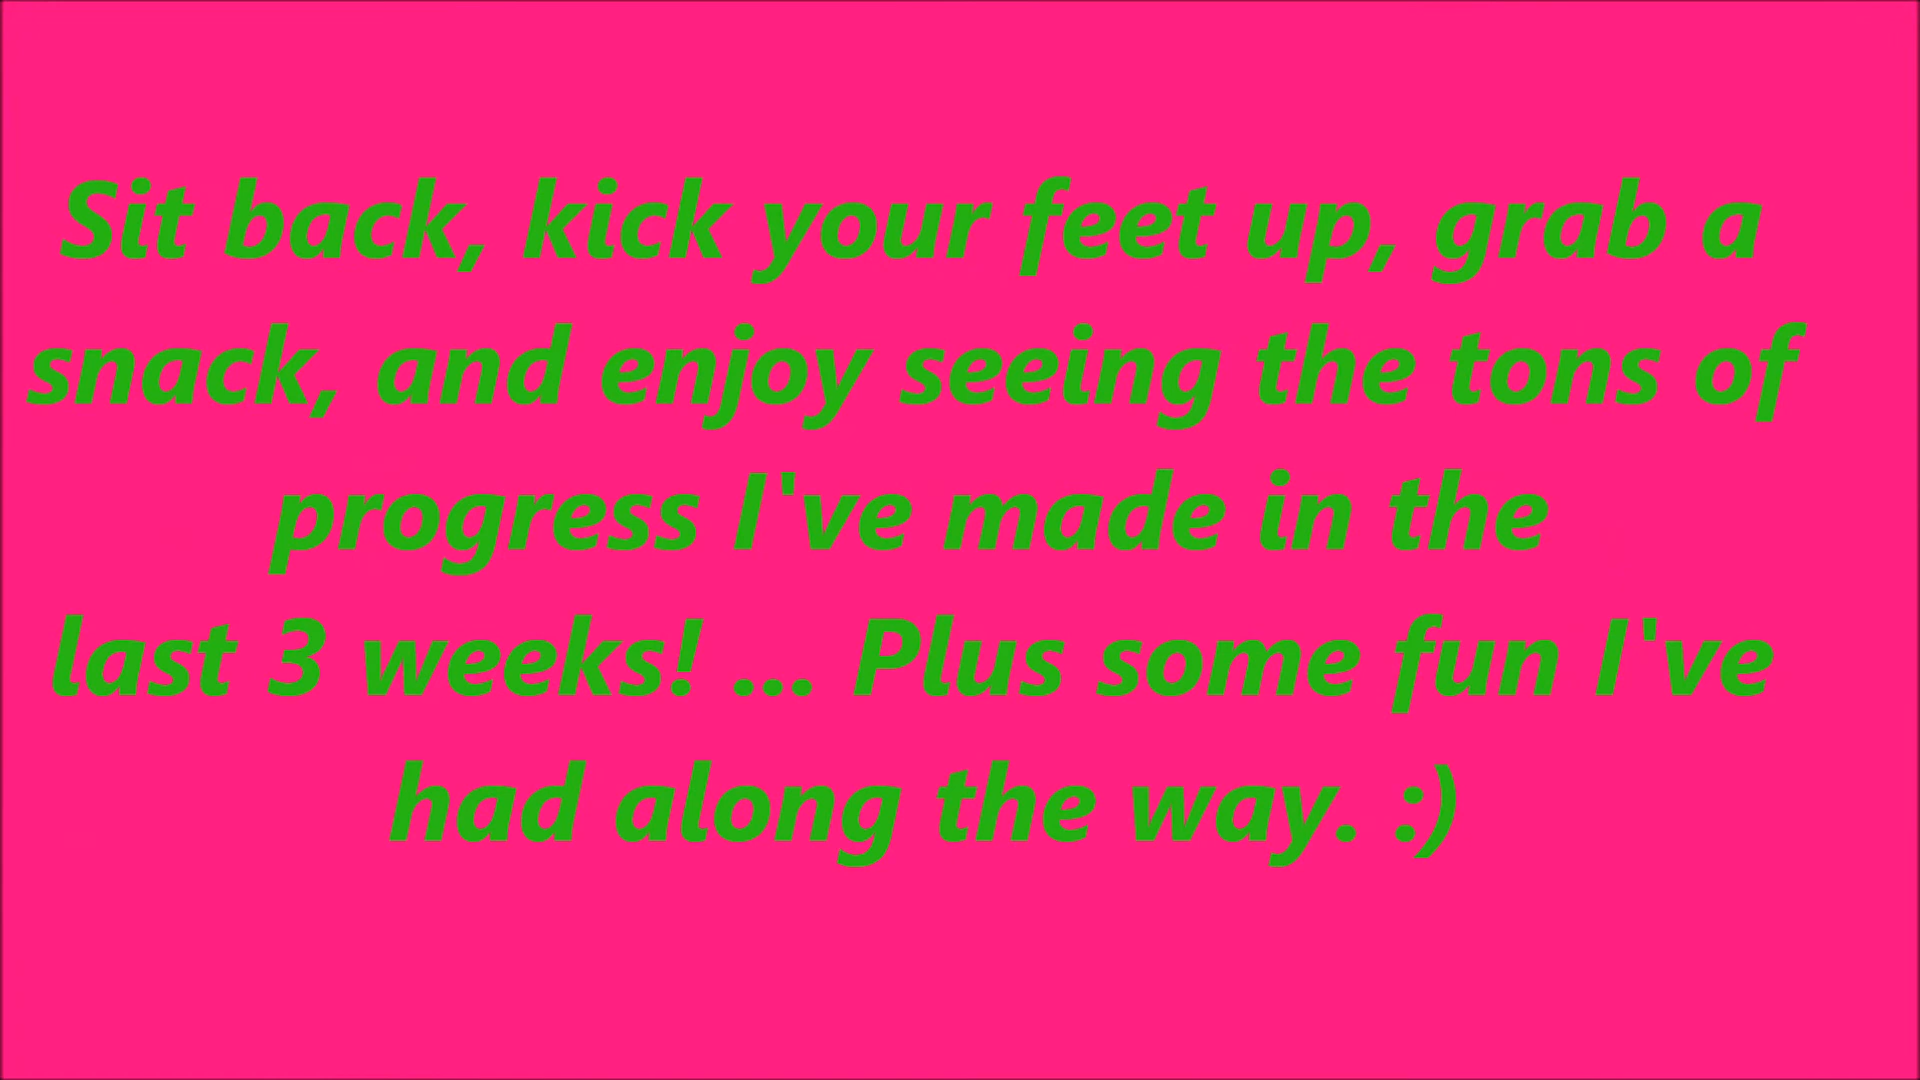 Sit back, kick your feet up, grab a
snack, and enjoy seeing the tons of
progress I've made in the
last 3 weeks! ... Plus some fun I've
had along the way. :)